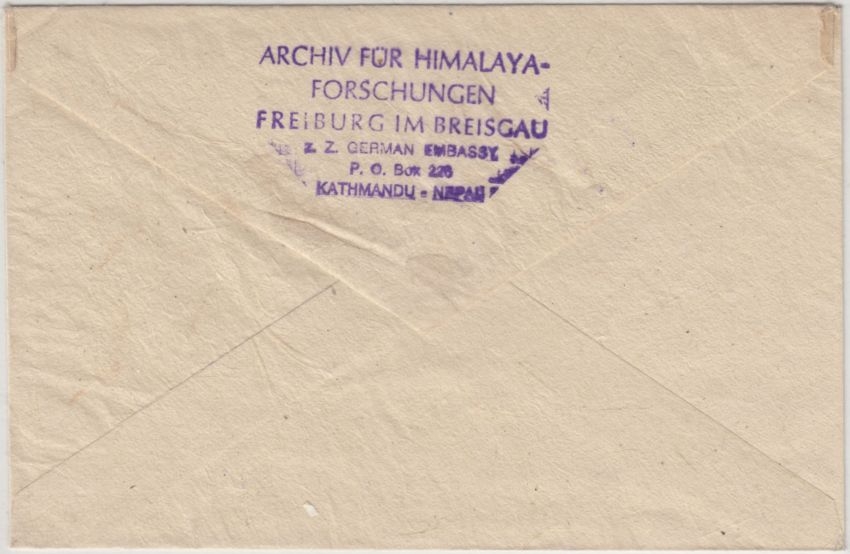 ARCHIV FÜR HIMALAYA-
FORSCHUNGEN
FREIBURG IM BREISGAU
Z. Z. GERMAN EMBASSY
P. O. Box 226
KATHMANDU - NEPAL